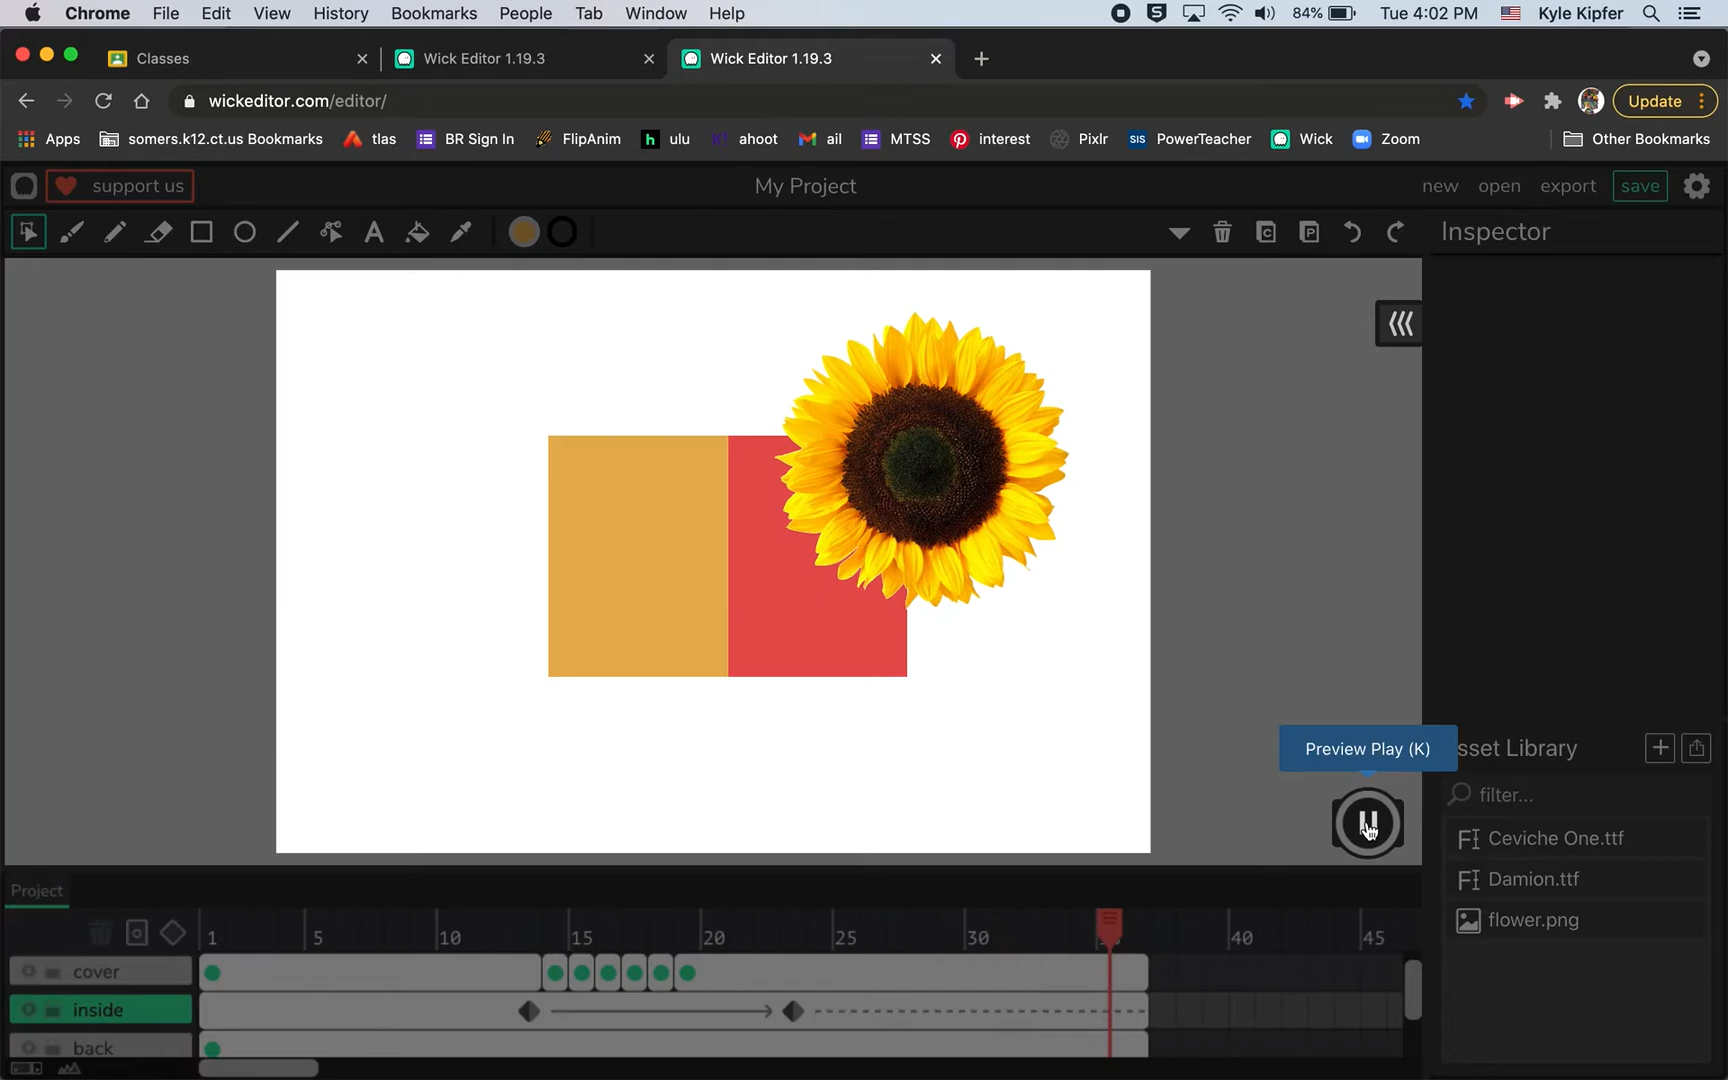 Chrome File Edit View History Bookmarks People Tab Window Help 84% Tue 4:02 PM Kyle Kipfer
Classes Wick Editor 1.19.3 Wick Editor 1.19.3
wickeditor.com/editor/ Update
Apps somers.k12.ct.us Bookmarks tlas BR Sign In FlipAnim ulu ahoot ail MTSS interest Pixlr SIS PowerTeacher Wick Zoom Other Bookmarks
support us My Project new open export save
Inspector
Preview Play (K) sset Library
filter...
Ceviche One.ttf
Damion.ttf
flower.png
Project
1 5 10 15 20 25 30 40 45
cover
inside
back